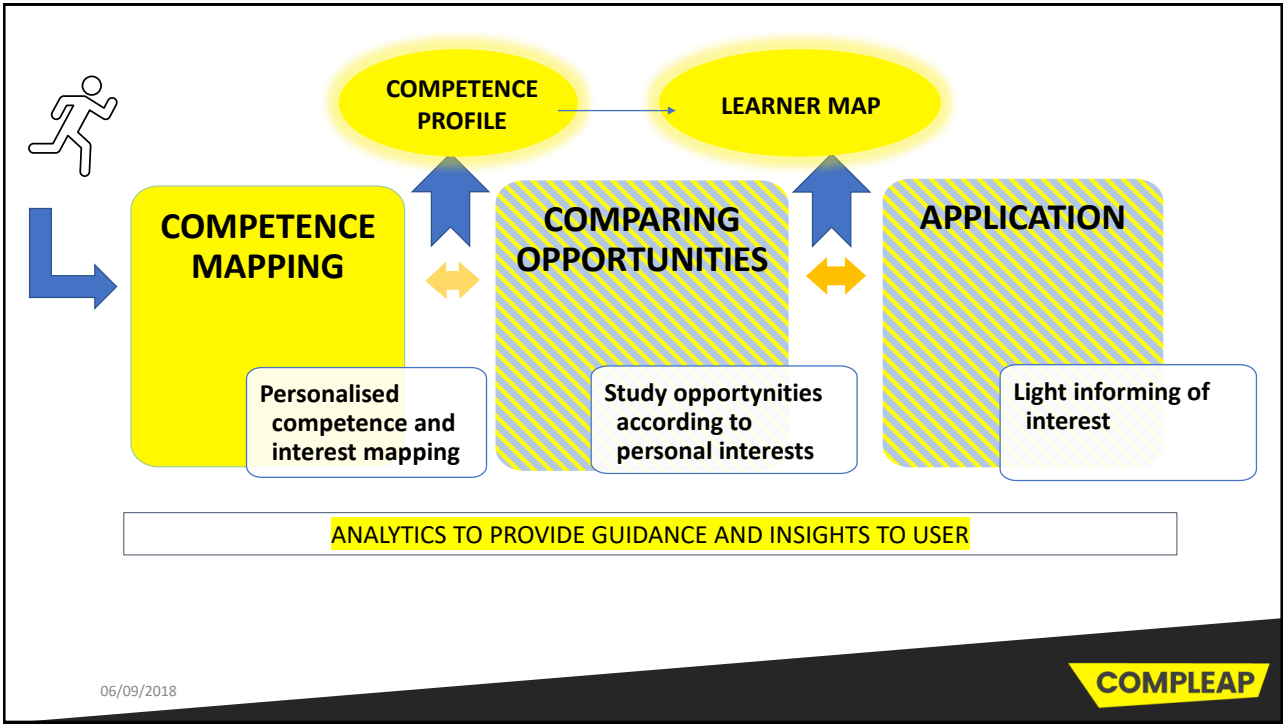 COMPETENCE
PROFILE
LEARNER MAP
COMPETENCE
MAPPING
COMPARING
OPPORTUNITIES
APPLICATION
Personalised
competence and
interest mapping
Study opportynities
according to
personal interests
Light informing of
interest
ANALYTICS TO PROVIDE GUIDANCE AND INSIGHTS TO USER
06/09/2018
COMPLEAP